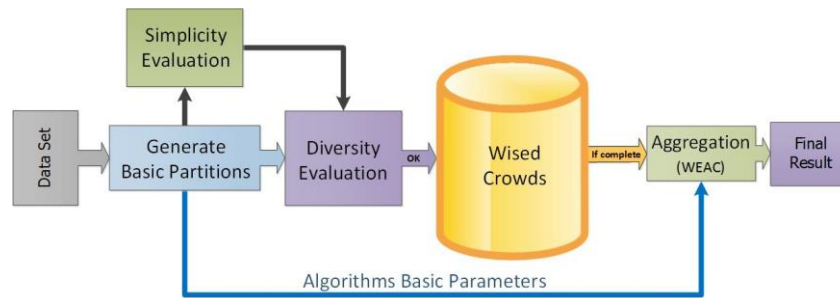 Simplicity
Evaluation
Data Set
Generate
Basic Partitions
Diversity
Evaluation
OK
Wised
Crowds
If complete
Aggregation
(WEAC)
Final
Result
Algorithms Basic Parameters